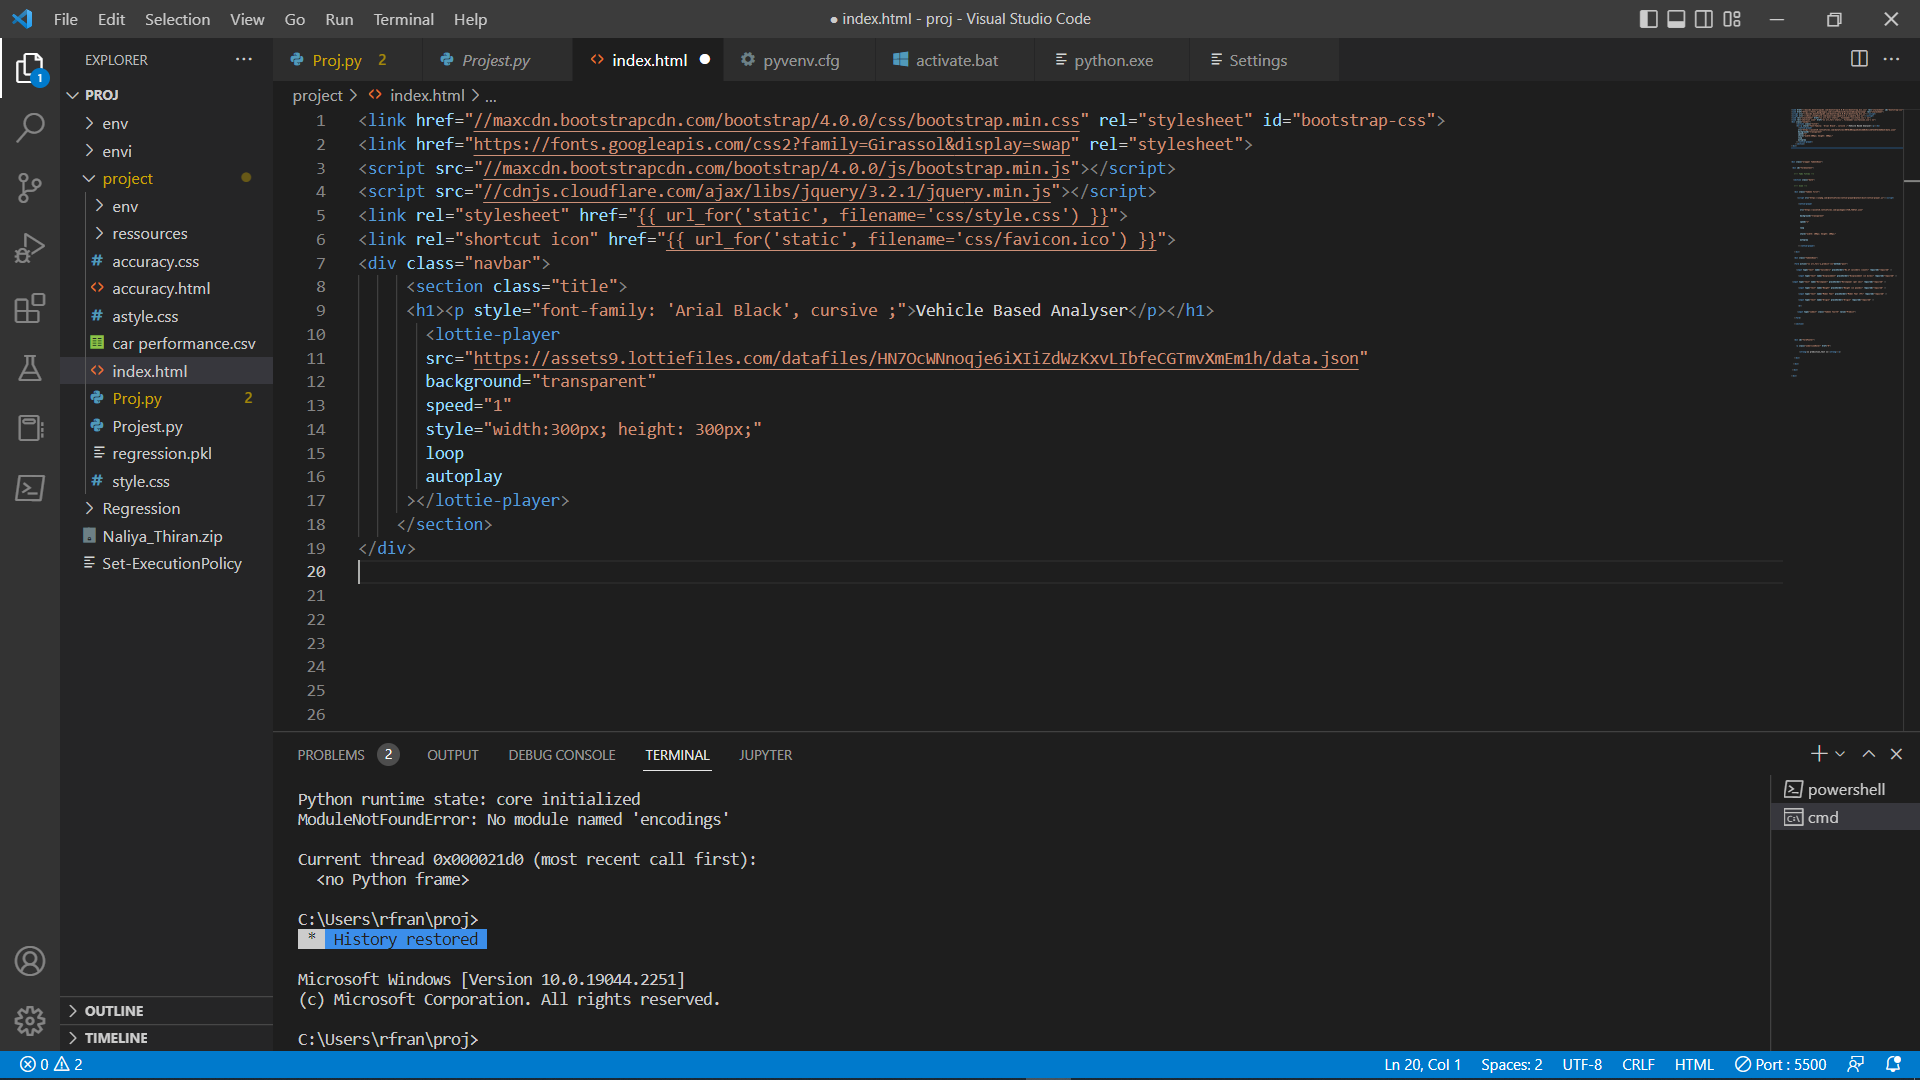 File Edit Selection View Go Run Terminal Help
● index.html - proj - Visual Studio Code
EXPLORER ···
Proj.py 2
Projest.py
index.html
pyvenv.cfg
activate.bat
python.exe
Settings
1
PROJ
env
envi
project
env
ressources
# accuracy.css
<> accuracy.html
# astyle.css
car performance.csv
<> index.html
Proj.py 2
Projest.py
regression.pkl
# style.css
Regression
Naliya_Thiran.zip
Set-ExecutionPolicy
OUTLINE
TIMELINE
project > <> index.html > ...
1 <link href="//maxcdn.bootstrapcdn.com/bootstrap/4.0.0/css/bootstrap.min.css" rel="stylesheet" id="bootstrap-css">
2 <link href="https://fonts.googleapis.com/css2?family=Girassol&display=swap" rel="stylesheet">
3 <script src="//maxcdn.bootstrapcdn.com/bootstrap/4.0.0/js/bootstrap.min.js"></script>
4 <script src="//cdnjs.cloudflare.com/ajax/libs/jquery/3.2.1/jquery.min.js"></script>
5 <link rel="stylesheet" href="{{ url_for('static', filename='css/style.css') }}">
6 <link rel="shortcut icon" href="{{ url_for('static', filename='css/favicon.ico') }}">
7 <div class="navbar">
8 <section class="title">
9 <h1><p style="font-family: 'Arial Black', cursive ;">Vehicle Based Analyser</p></h1>
10 <lottie-player
11 src="https://assets9.lottiefiles.com/datafiles/HN7OcWNnoqje6iXIiZdWzKxvLIbfeCGTmvXmEm1h/data.json"
12 background="transparent"
13 speed="1"
14 style="width:300px; height: 300px;"
15 loop
16 autoplay
17 ></lottie-player>
18 </section>
19 </div>
20
21
22
23
24
25
26
PROBLEMS 2 OUTPUT DEBUG CONSOLE TERMINAL JUPYTER
Python runtime state: core initialized
ModuleNotFoundError: No module named 'encodings'
Current thread 0x000021d0 (most recent call first):
<no Python frame>
C:\Users\rfran\proj>
* History restored
Microsoft Windows [Version 10.0.19044.2251]
(c) Microsoft Corporation. All rights reserved.
C:\Users\rfran\proj>
powershell
cmd
0 2
Ln 20, Col 1 Spaces: 2 UTF-8 CRLF HTML Port : 5500